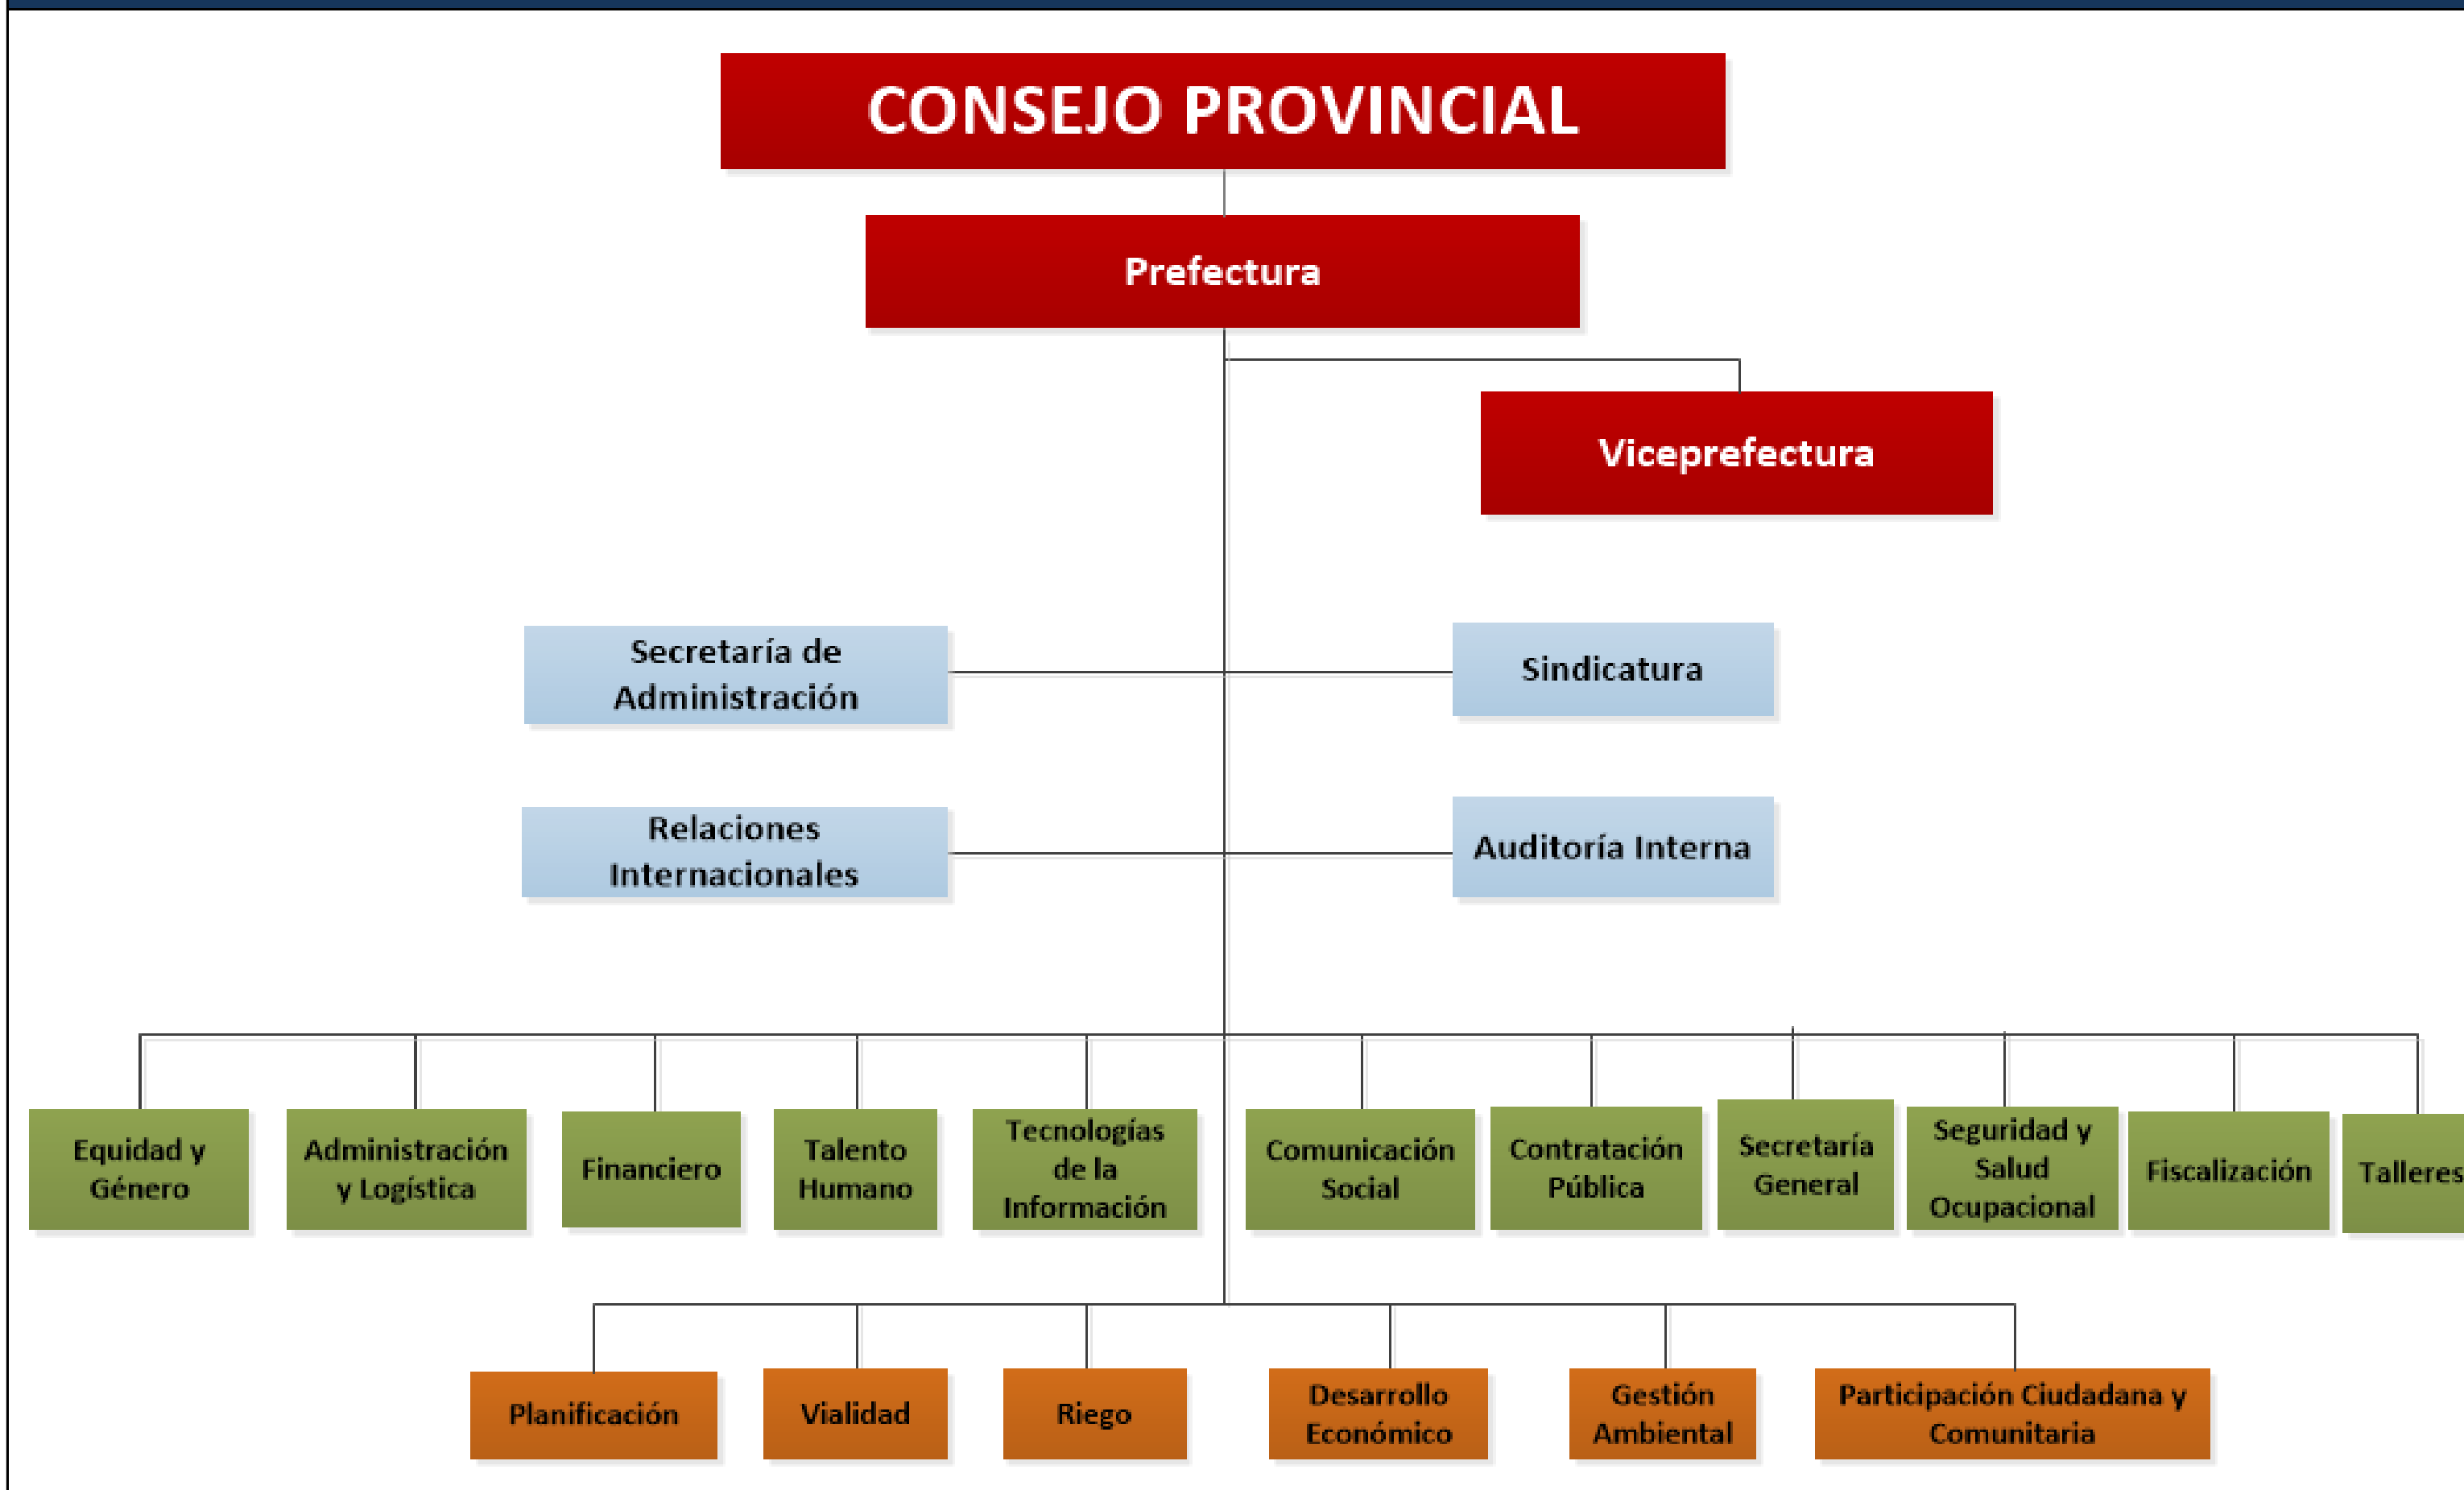 CONSEJO PROVINCIAL
Prefectura
Viceprefectura
Secretaría de
Administración
Sindicatura
Relaciones
Internacionales
Auditoría Interna
Equidad y
Género
Administración
y Logística
Financiero
Talento
Humano
Tecnologías
de la
Información
Comunicación
Social
Contratación
Pública
Secretaría
General
Seguridad y
Salud
Ocupacional
Fiscalización
Talleres
Planificación
Vialidad
Riego
Desarrollo
Económico
Gestión
Ambiental
Participación Ciudadana y
Comunitaria